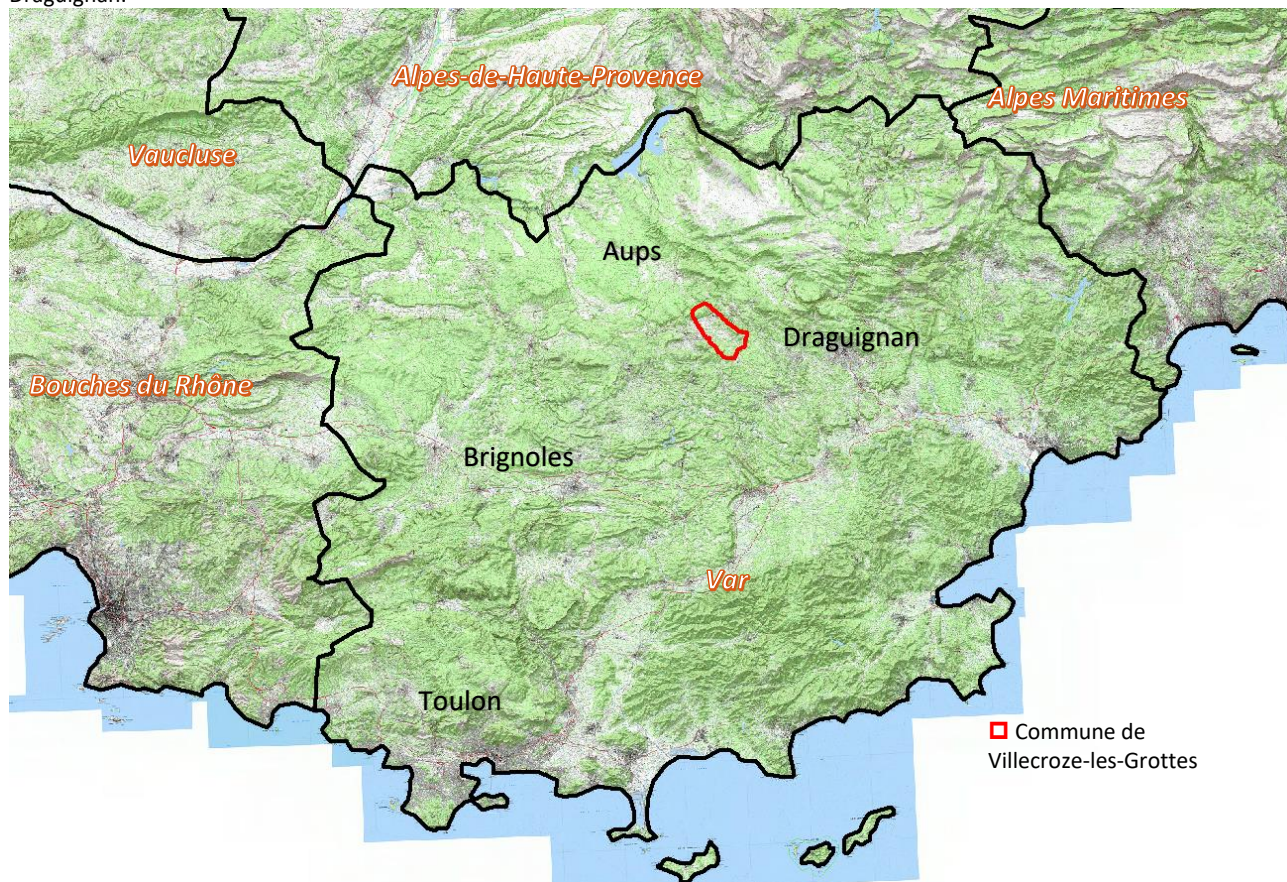 Draguignan.
Alpes-de-Haute-Provence
Alpes Maritimes
Vaucluse
Aups
Draguignan
Bouches du Rhône
Brignoles
Var
Toulon
Commune de
Villecroze-les-Grottes